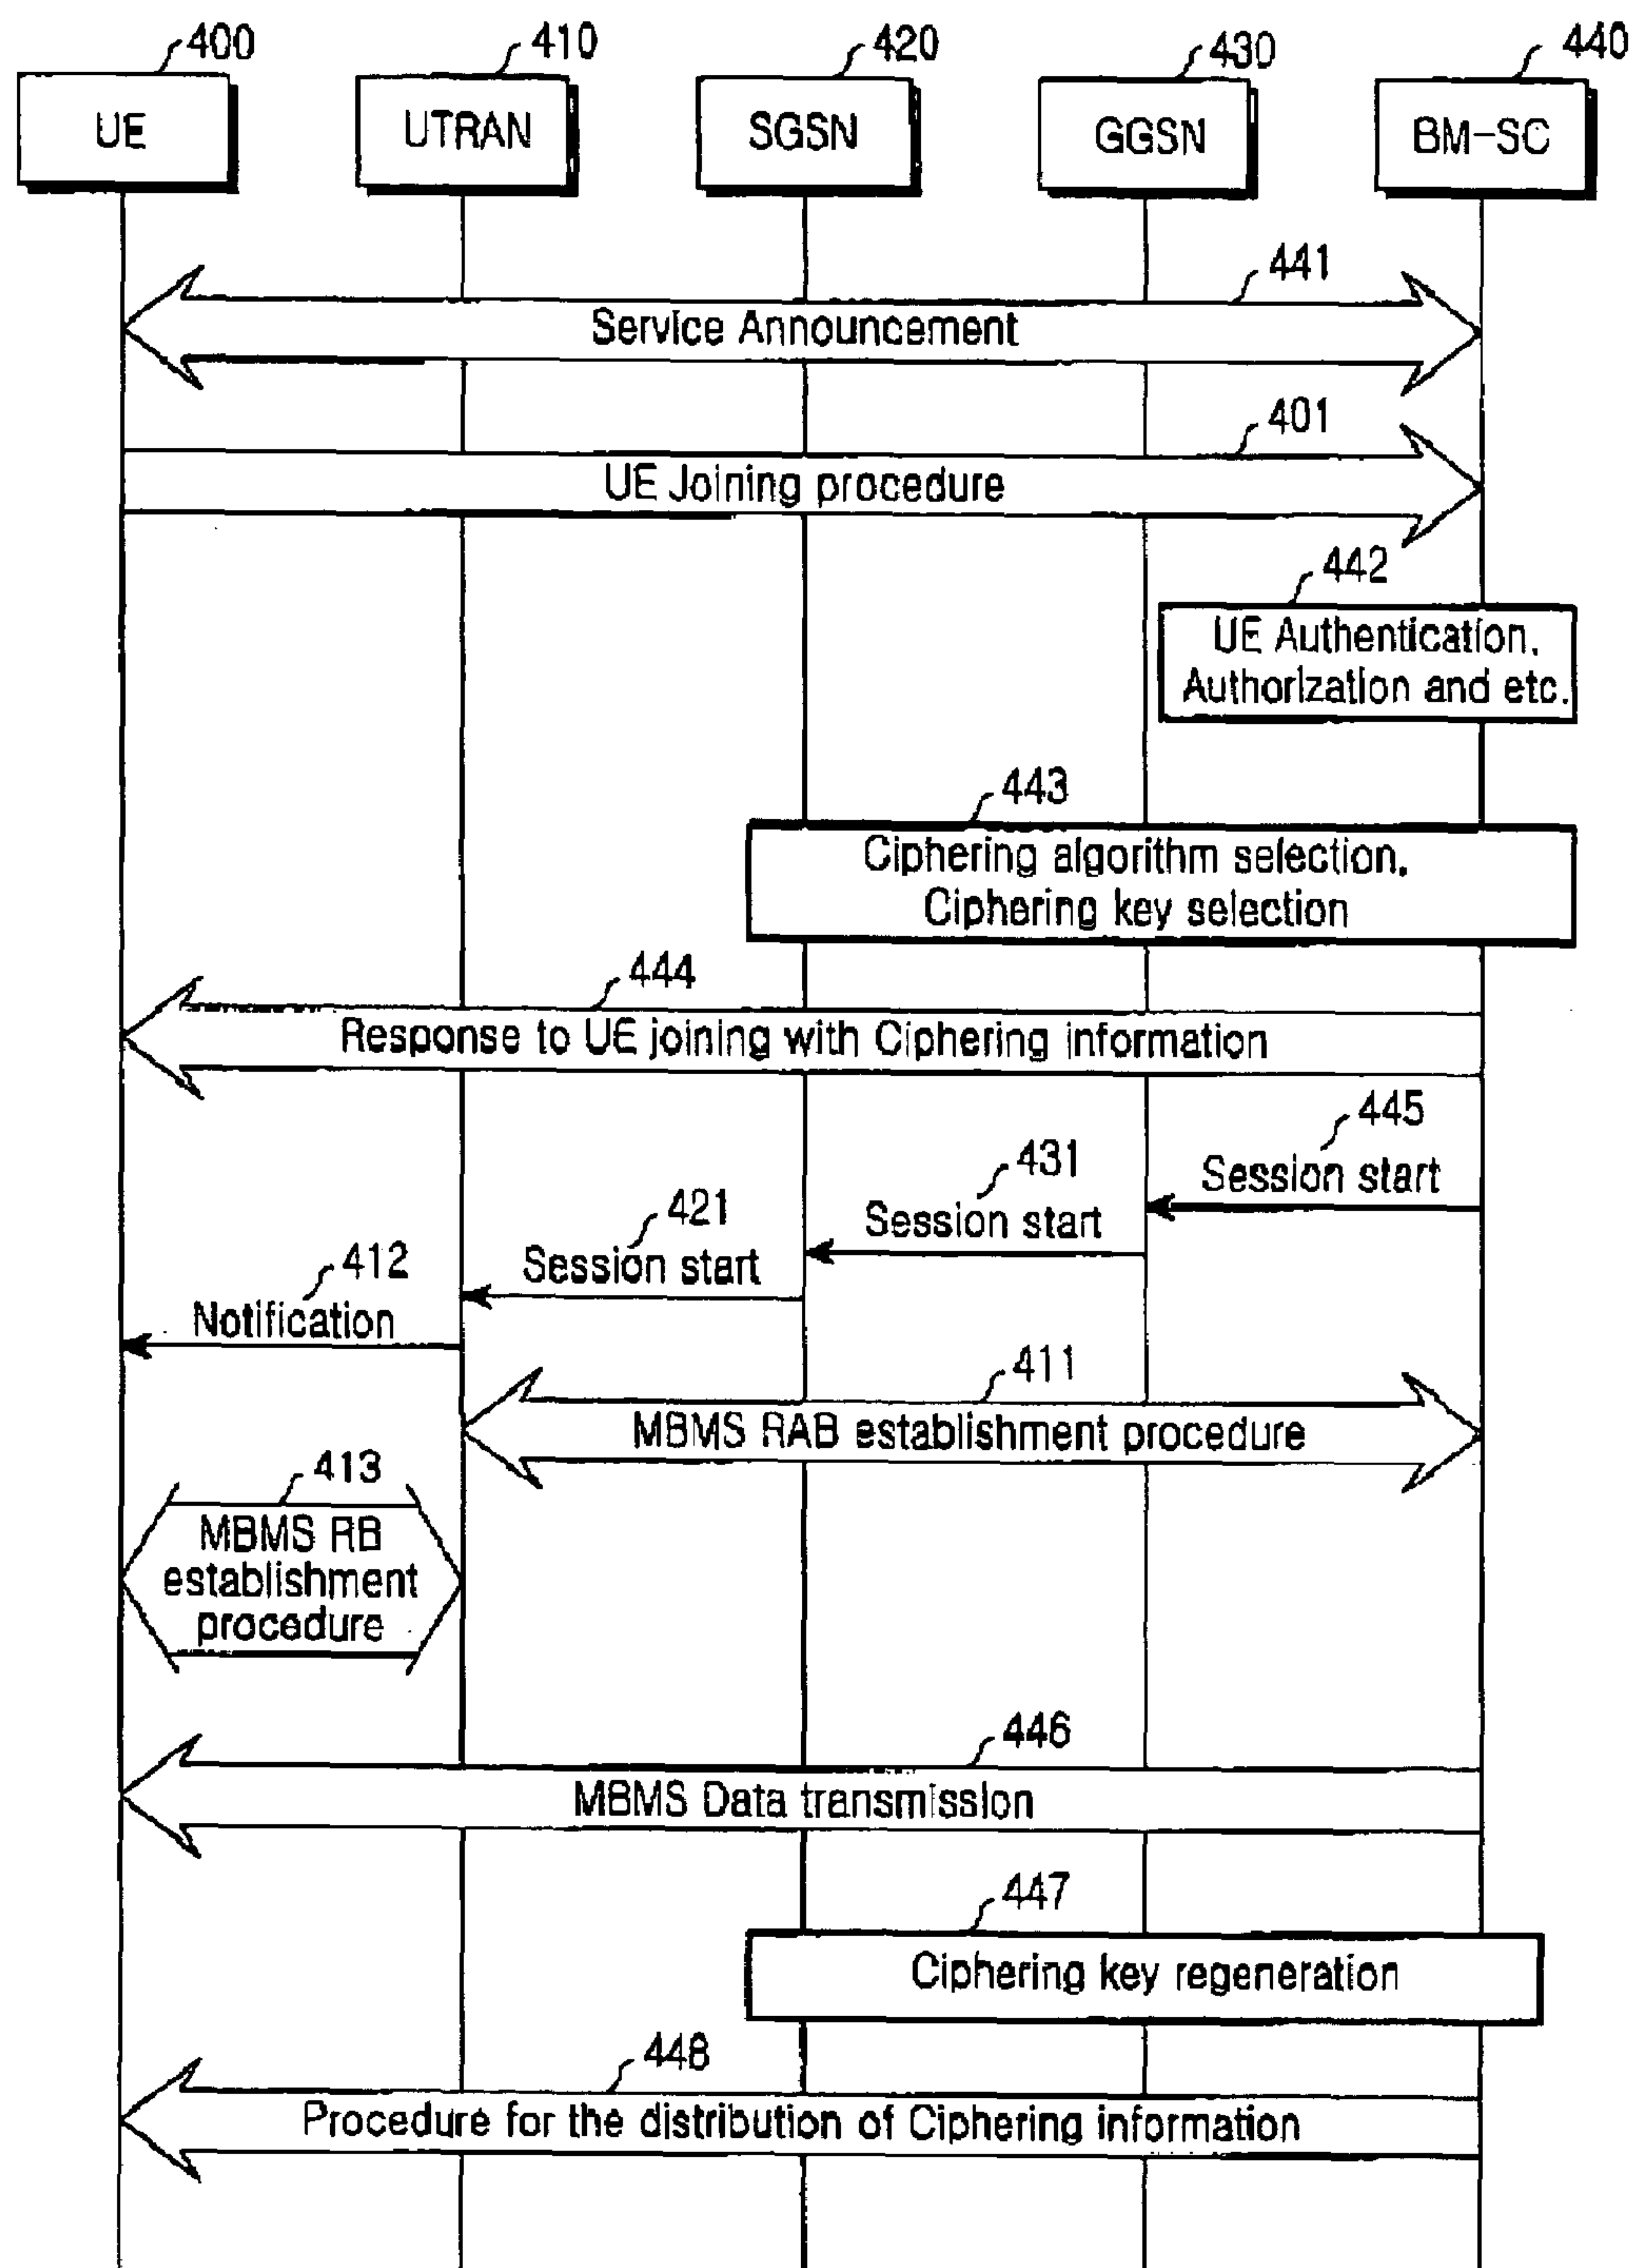 400
410
420
430
440
UE
UTRAN
SGSN
GGSN
BM-SC
441
Service Announcement
401
UE Joining procedure
442
UE Authentication,
Authorization and etc.
443
Ciphering algorithm selection,
Ciphering key selection
444
Response to UE joining with Ciphering information
445
Session start
431
Session start
421
Session start
412
Notification
411
MBMS RAB establishment procedure
413
MBMS RB
establishment
procedure
446
MBMS Data transmission
447
Ciphering key regeneration
448
Procedure for the distribution of Ciphering information